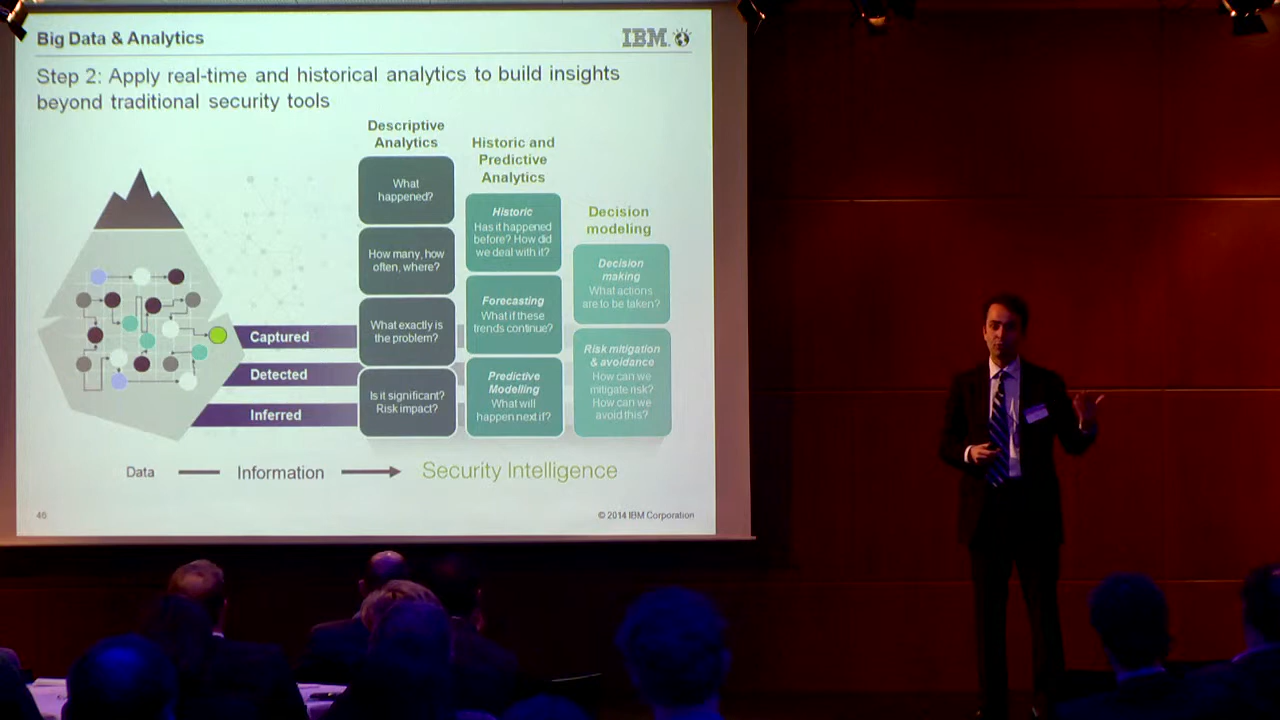 Big Data & Analytics
IBM
Step 2: Apply real-time and historical analytics to build insights
beyond traditional security tools
Descriptive
Analytics
What
happened?
How many, how
often, where?
What exactly is
the problem?
Is it significant?
Risk impact?
Historic and
Predictive
Analytics
Historic
Has it happened
before? How did
we deal with it?
Forecasting
What if these
trends continue?
Predictive
Modelling
What will
happen next if?
Decision
modeling
Decision
making
What actions
are to be taken?
Risk mitigation
& avoidance
How can we
mitigate risk?
How can we
avoid this?
Captured
Detected
Inferred
Data Information Security Intelligence
46
© 2014 IBM Corporation